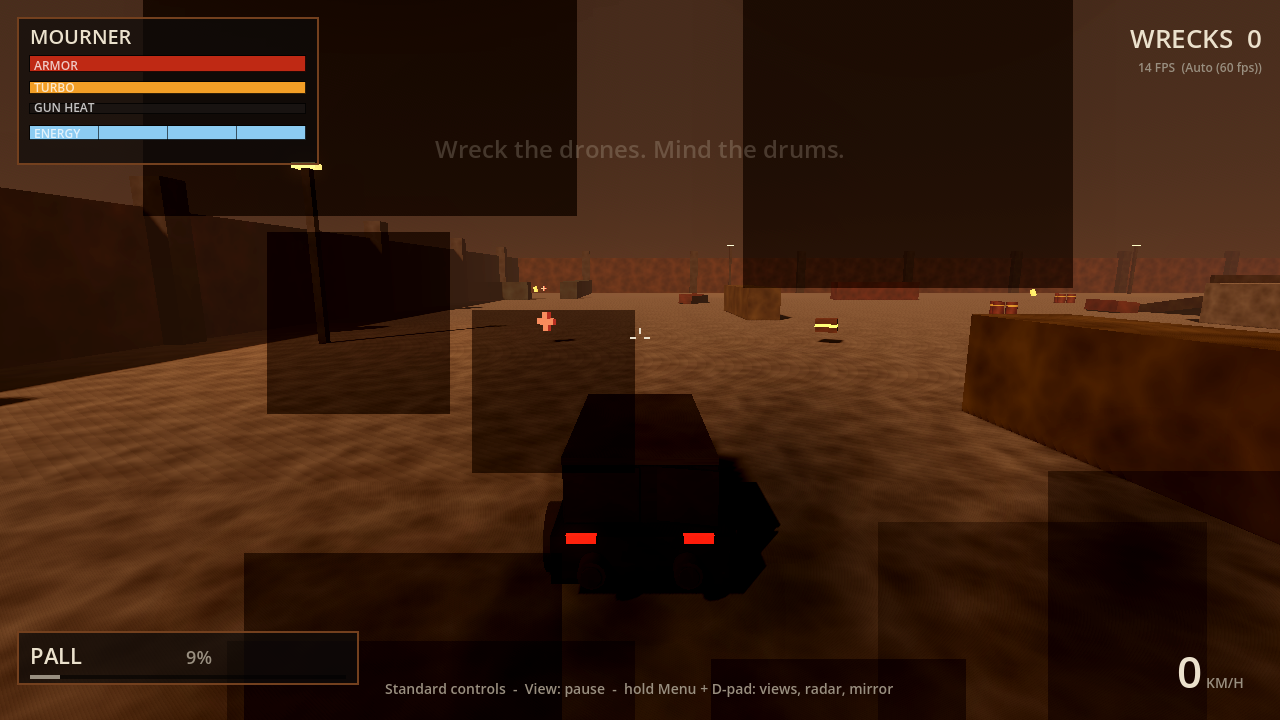 MOURNER
ARMOR
TURBO
GUN HEAT
ENERGY
WRECKS 0
14 FPS (Auto (60 fps))
Wreck the drones. Mind the drums.
PALL 9%
Standard controls - View: pause - hold Menu + D-pad: views, radar, mirror
0 KM/H